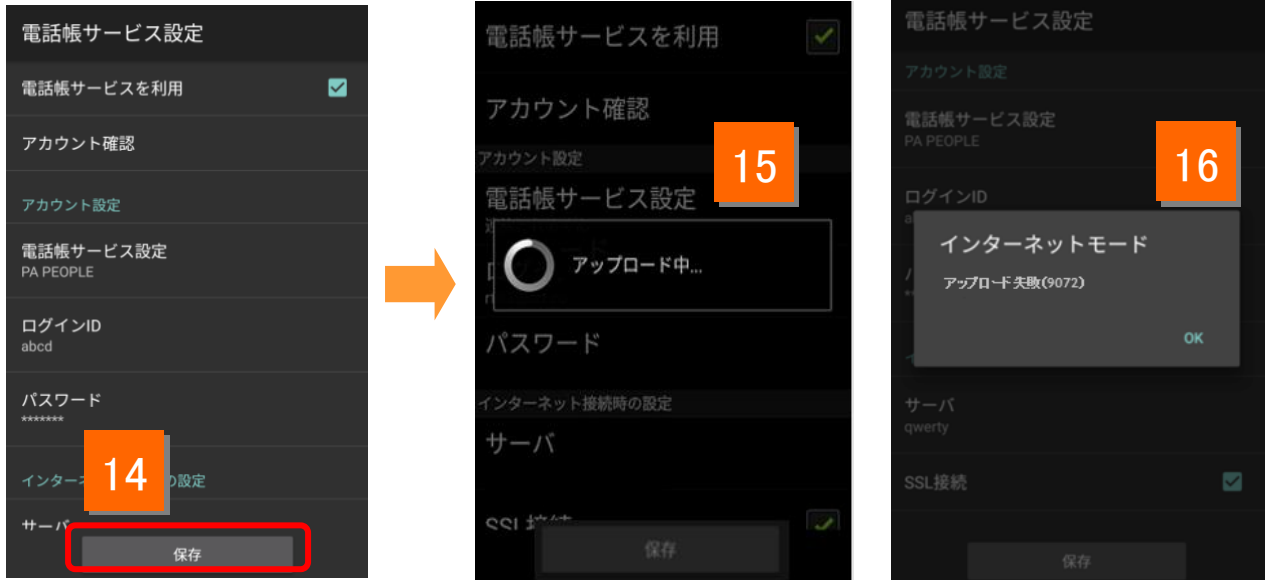 電話帳サービス設定
電話帳サービスを利用
アカウント確認
アカウント設定
電話帳サービス設定
PA PEOPLE
ログインID
abcd
パスワード
*******
14
の設定
サーバ
保存
電話帳サービスを利用
アカウント確認
15
アカウント設定
電話帳サービス設定
アップロード中...
パスワード
インターネット接続時の設定
サーバ
SSL接続
保存
電話帳サービス設定
アカウント設定
電話帳サービス設定
PA PEOPLE
16
ログインID
インターネットモード
アップロード失敗(9072)
OK
サーバ
qwerty
SSL接続
保存